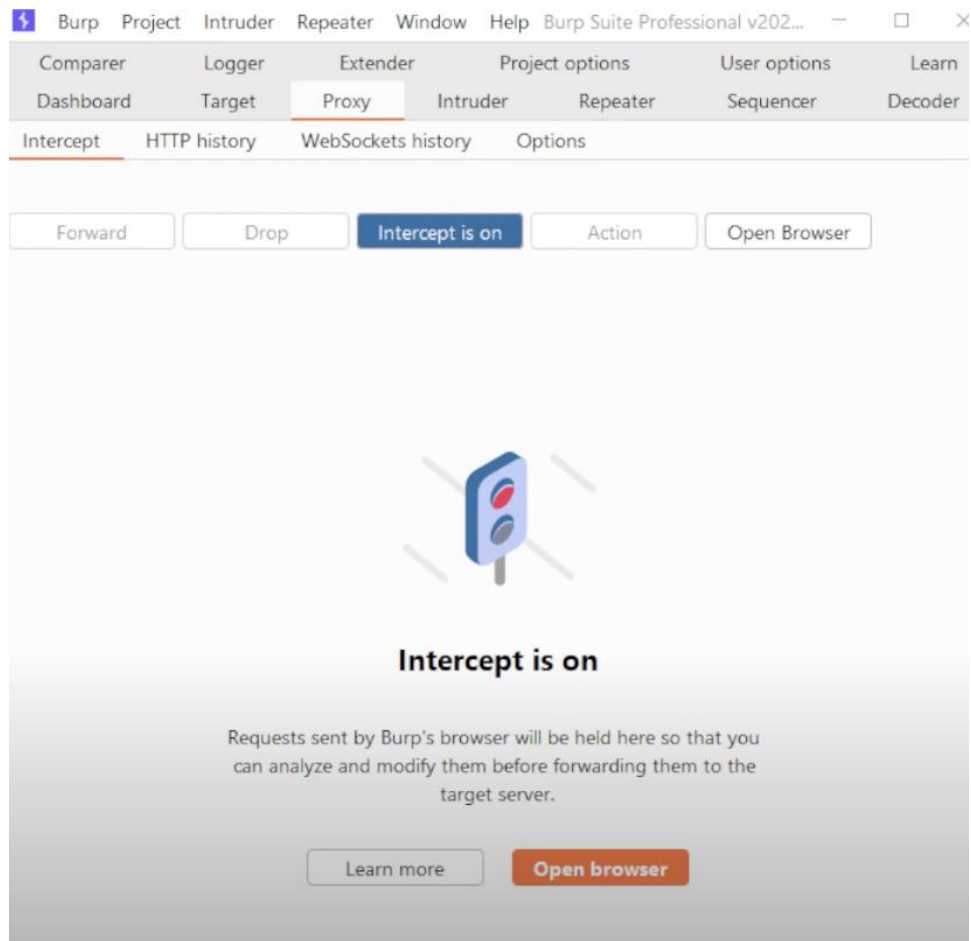 Burp Project Intruder Repeater Window Help Burp Suite Professional v202...
Comparer Logger Extender Project options User options Learn
Dashboard Target Proxy Intruder Repeater Sequencer Decoder
Intercept HTTP history WebSockets history Options
Forward Drop Intercept is on Action Open Browser
Intercept is on
Requests sent by Burp's browser will be held here so that you
can analyze and modify them before forwarding them to the
target server.
Learn more Open browser